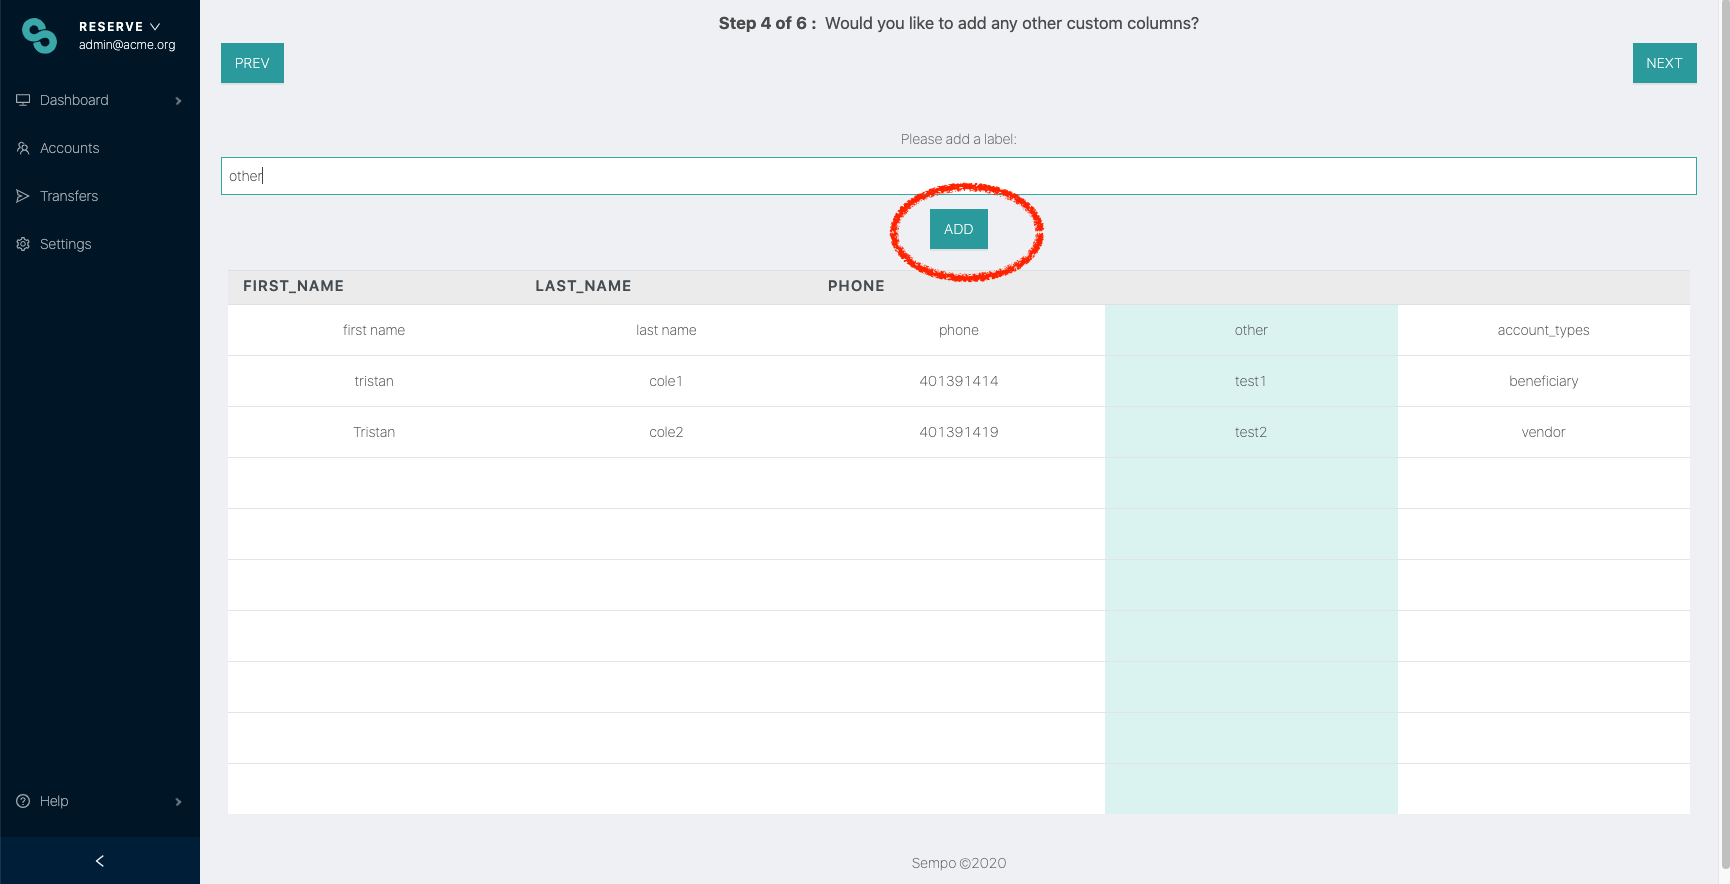 RESERVE
admin@acme.org
Dashboard
Accounts
Transfers
Settings
Help
Step 4 of 6 : Would you like to add any other custom columns?
PREV
NEXT
Please add a label:
other
ADD
FIRST_NAME LAST_NAME PHONE
first name last name phone other account_types
tristan cole1 401391414 test1 beneficiary
Tristan cole2 401391419 test2 vendor
Sempo ©2020